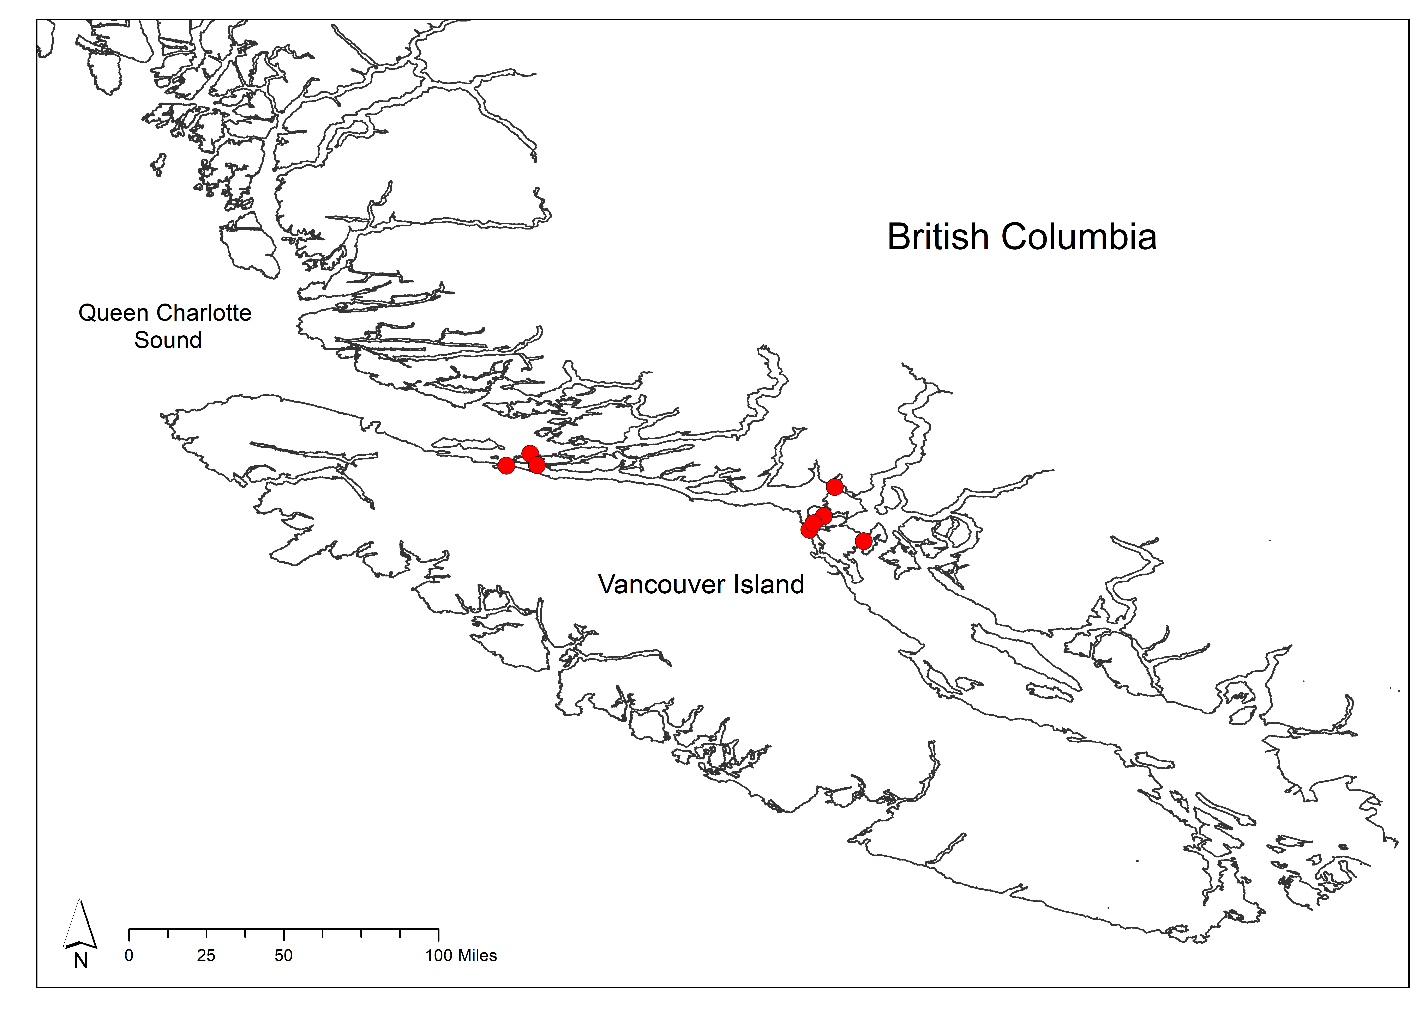 British Columbia
Queen Charlotte
Sound
Vancouver Island
N
0 25 50 100 Miles